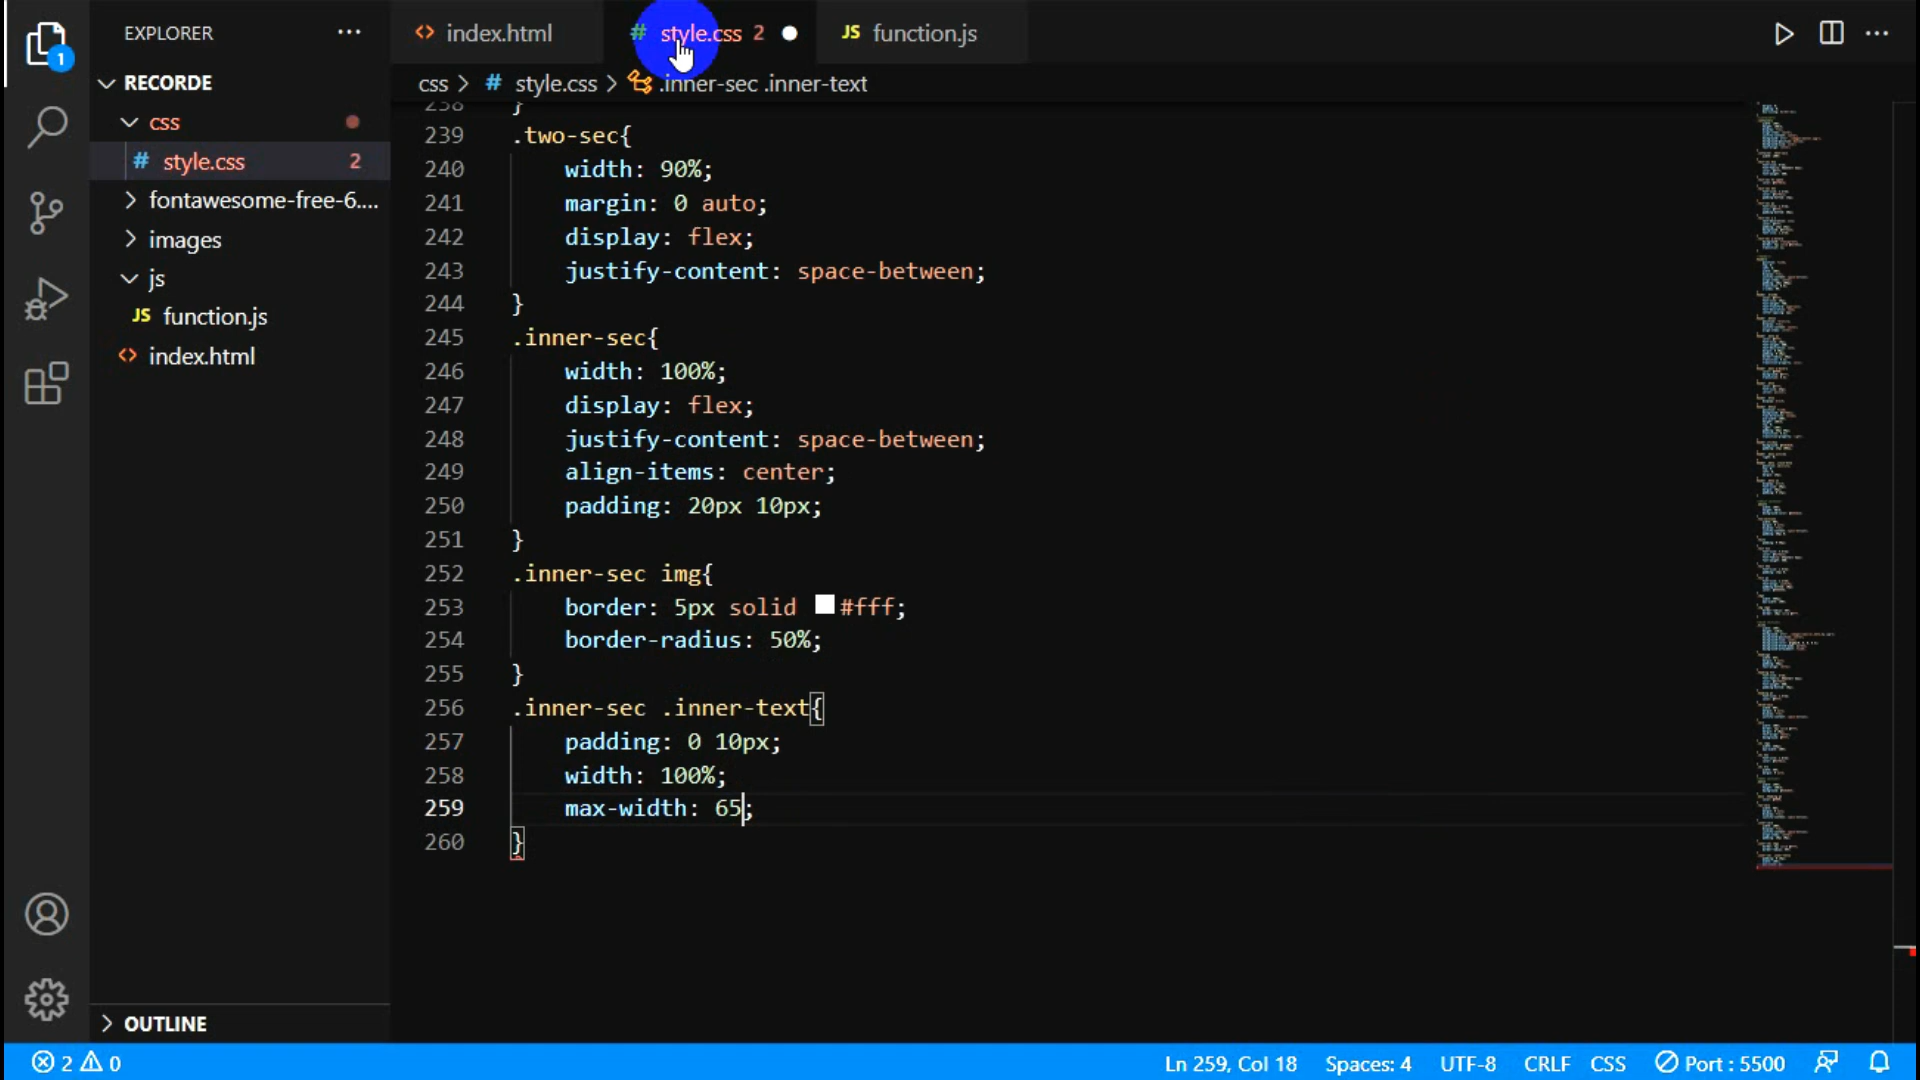 EXPLORER ...
index.html
style.css 2
JS function.js
RECORDE
css > # style.css > .inner-sec .inner-text
css
# style.css 2
fontawesome-free-6....
images
js
JS function.js
index.html
238 }
239 .two-sec{
240 width: 90%;
241 margin: 0 auto;
242 display: flex;
243 justify-content: space-between;
244 }
245 .inner-sec{
246 width: 100%;
247 display: flex;
248 justify-content: space-between;
249 align-items: center;
250 padding: 20px 10px;
251 }
252 .inner-sec img{
253 border: 5px solid #fff;
254 border-radius: 50%;
255 }
256 .inner-sec .inner-text{
257 padding: 0 10px;
258 width: 100%;
259 max-width: 65;
260 }
1
OUTLINE
2 0
Ln 259, Col 18 Spaces: 4 UTF-8 CRLF CSS Port : 5500